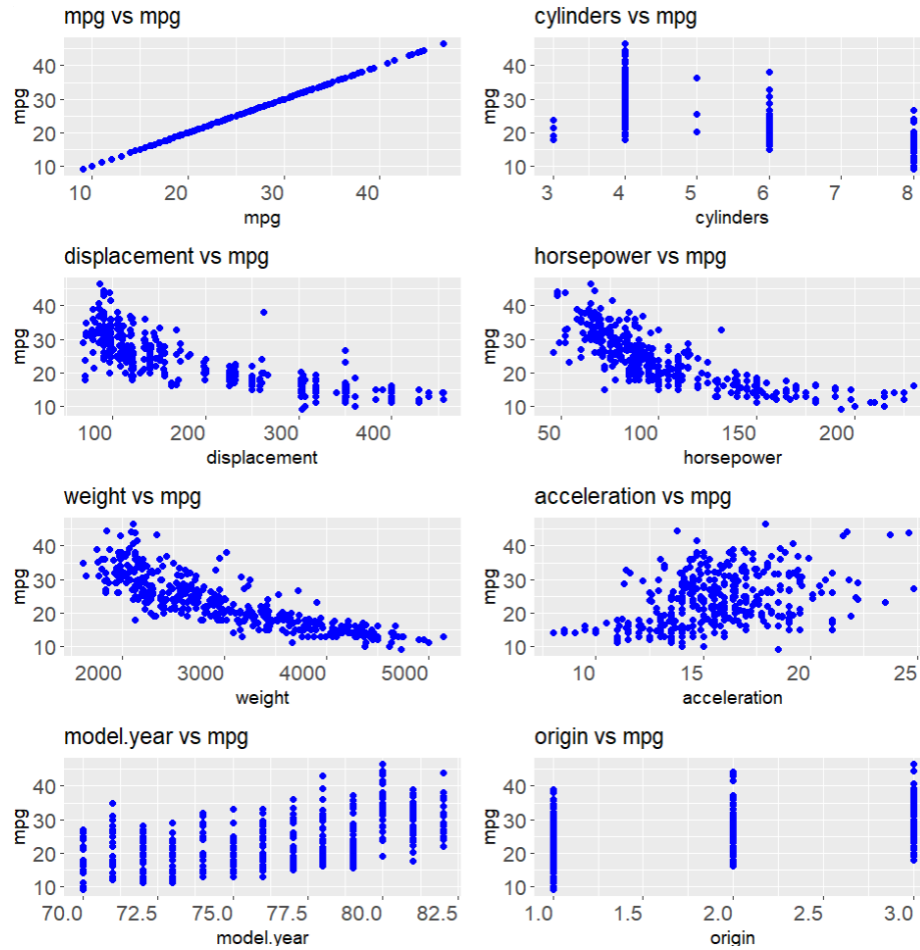 mpg vs mpg
mpg
40
30
20
10
10 20 30 40
mpg
cylinders vs mpg
mpg
40
30
20
10
3 4 5 6 7 8
cylinders
displacement vs mpg
mpg
40
30
20
10
100 200 300 400
displacement
horsepower vs mpg
mpg
40
30
20
10
50 100 150 200
horsepower
weight vs mpg
mpg
40
30
20
10
2000 3000 4000 5000
weight
acceleration vs mpg
mpg
40
30
20
10
10 15 20 25
acceleration
model.year vs mpg
mpg
40
30
20
10
70.0 72.5 75.0 77.5 80.0 82.5
model.year
origin vs mpg
mpg
40
30
20
10
1.0 1.5 2.0 2.5 3.0
origin